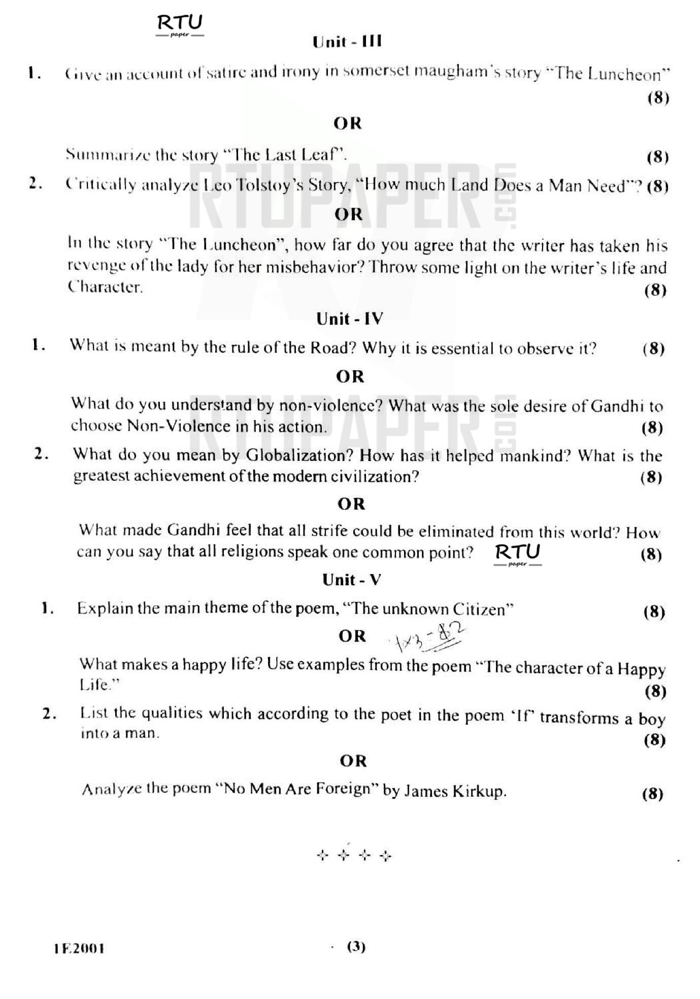 RTU
paper
Unit - III
1. Give an account of satire and irony in somerset maugham's story "The Luncheon"
(8)
OR
Summarize the story "The Last Leaf". (8)
2. Critically analyze Leo Tolstoy's Story, "How much Land Does a Man Need"? (8)
OR
In the story "The Luncheon", how far do you agree that the writer has taken his
revenge of the lady for her misbehavior? Throw some light on the writer's life and
Character. (8)
Unit - IV
1. What is meant by the rule of the Road? Why it is essential to observe it? (8)
OR
What do you understand by non-violence? What was the sole desire of Gandhi to
choose Non-Violence in his action. (8)
2. What do you mean by Globalization? How has it helped mankind? What is the
greatest achievement of the modern civilization? (8)
OR
What made Gandhi feel that all strife could be eliminated from this world? How
can you say that all religions speak one common point? RTU (8)
paper
Unit - V
1. Explain the main theme of the poem, "The unknown Citizen" (8)
OR
What makes a happy life? Use examples from the poem "The character of a Happy
Life." (8)
2. List the qualities which according to the poet in the poem 'If' transforms a boy
into a man. (8)
OR
Analyze the poem "No Men Are Foreign" by James Kirkup. (8)
1E2001 (3)
RTUPAPER.com
RTUPAPER.com